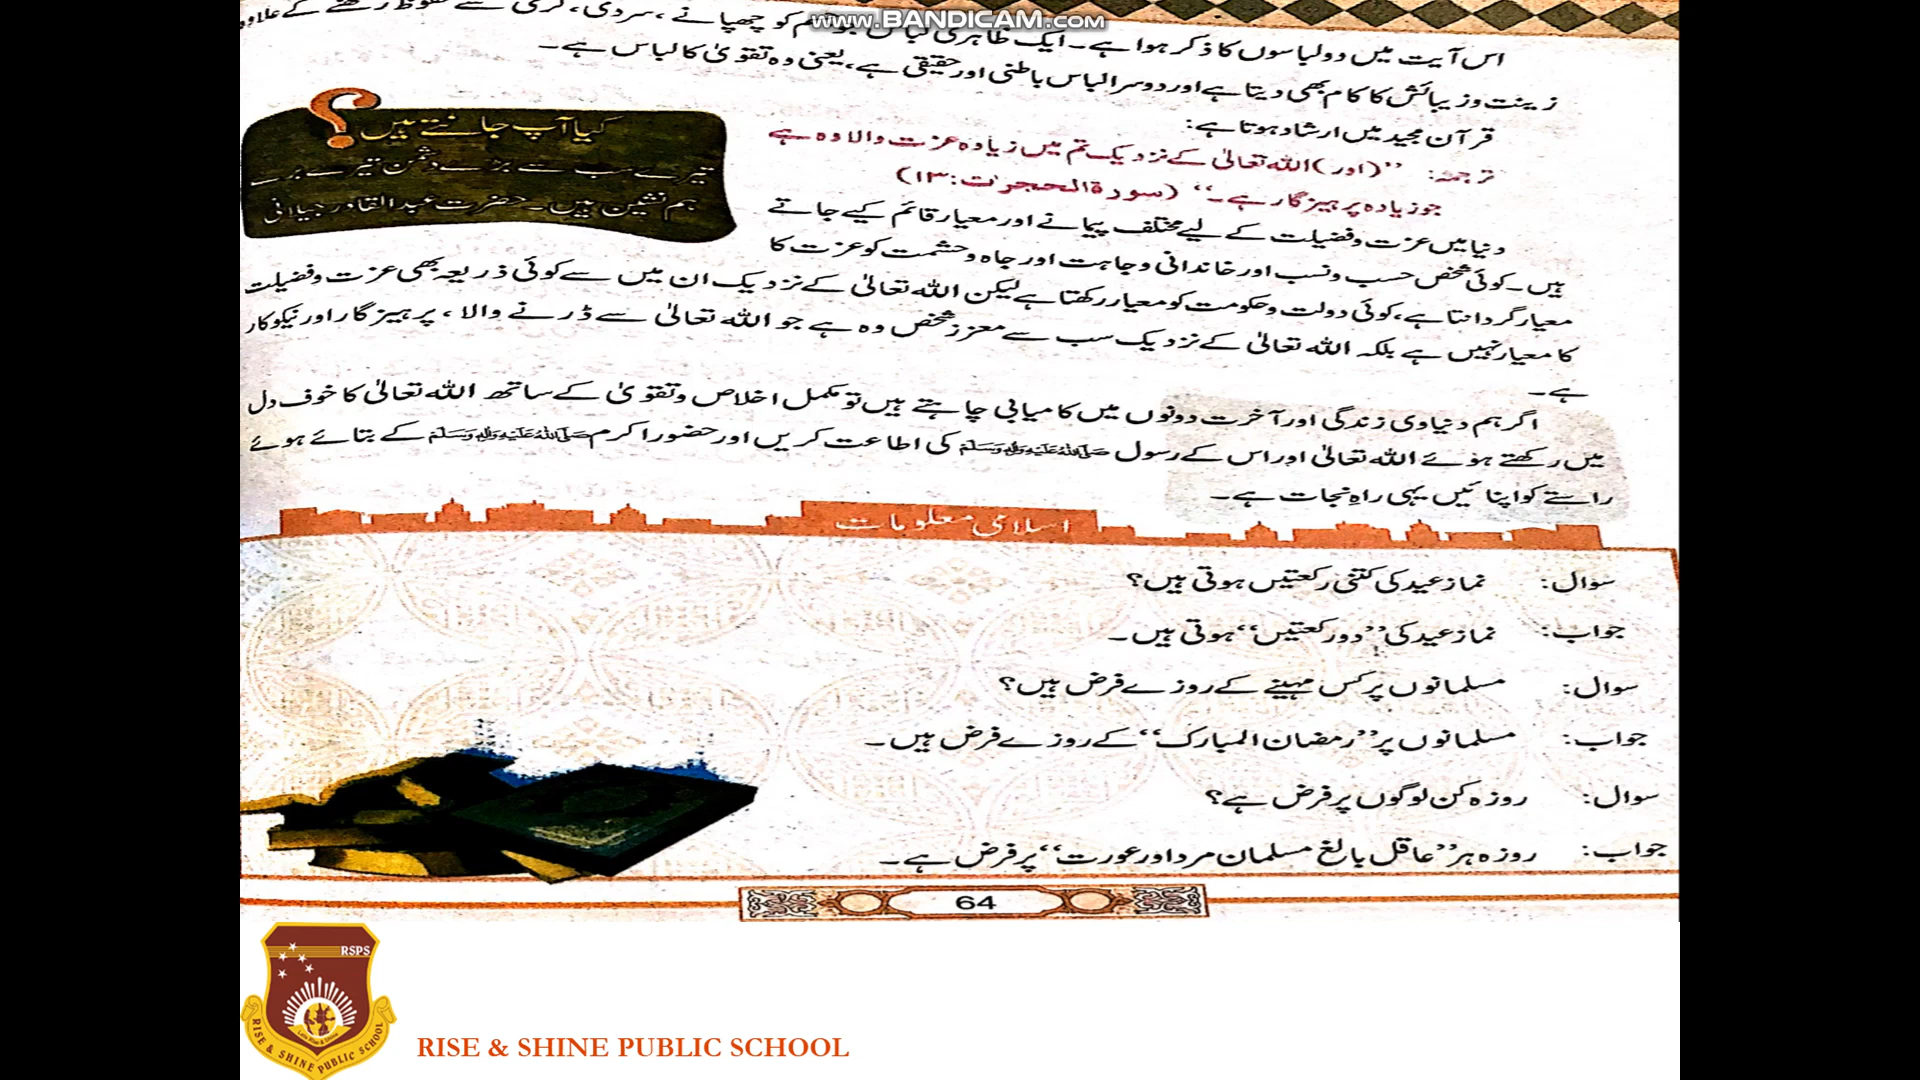 www.BANDICAM.com
اس آیت میں دو لباسوں کا ذکر ہوا ہے۔ ایک ظاہری لباس جو جسم کو چھپانے، سردی، گرمی سے محفوظ رکھنے کے علاوہ
زینت و زیبائش کا کام بھی دیتا ہے اور دوسرا لباس باطنی اور حقیقی ہے، یعنی وہ تقویٰ کا لباس ہے۔
قرآن مجید میں ارشاد ہوتا ہے:
ترجمہ: ”(اور) اللہ تعالیٰ کے نزدیک تم میں زیادہ عزت والا وہ ہے
جو زیادہ پرہیزگار ہے۔“ (سورۃ الحجرٰت: ۱۳)
کیا آپ جانتے ہیں؟
تیرے سب سے بڑے دشمن تیرے برے
ہم نشین ہیں۔ حضرت عبدالقادر جیلانی
دنیا میں عزت و فضیلت کے لیے مختلف پیمانے اور معیار قائم کیے جاتے
ہیں۔ کوئی شخص حسب و نسب اور خاندانی وجاہت اور جاہ و حشمت کو عزت کا
معیار گردانتا ہے، کوئی دولت و حکومت کو معیار رکھتا ہے لیکن اللہ تعالیٰ کے نزدیک ان میں سے کوئی ذریعہ بھی عزت و فضیلت
کا معیار نہیں ہے بلکہ اللہ تعالیٰ کے نزدیک سب سے معزز شخص وہ ہے جو اللہ تعالیٰ سے ڈرنے والا، پرہیزگار اور نیکوکار
ہے۔
اگر ہم دنیاوی زندگی اور آخرت دونوں میں کامیابی چاہتے ہیں تو مکمل اخلاص و تقویٰ کے ساتھ اللہ تعالیٰ کا خوف دل
میں رکھتے ہوئے اللہ تعالیٰ اور اس کے رسول صَلَّی اللہُ عَلَیْہِ وَاٰلِہٖ وَسَلَّمَ کی اطاعت کریں اور حضور اکرم صَلَّی اللہُ عَلَیْہِ وَاٰلِہٖ وَسَلَّمَ کے بتائے ہوئے
راستے کو اپنائیں یہی راہِ نجات ہے۔
اسلامی معلومات
سوال: نماز عید کی کتنی رکعتیں ہوتی ہیں؟
جواب: نماز عید کی ”دو رکعتیں“ ہوتی ہیں۔
سوال: مسلمانوں پر کس مہینے کے روزے فرض ہیں؟
جواب: مسلمانوں پر ”رمضان المبارک“ کے روزے فرض ہیں۔
سوال: روزہ کن لوگوں پر فرض ہے؟
جواب: روزہ ہر ”عاقل بالغ مسلمان مرد اور عورت“ پر فرض ہے۔
64
RSPS
RISE & SHINE PUBLIC SCHOOL
RISE & SHINE PUBLIC SCHOOL